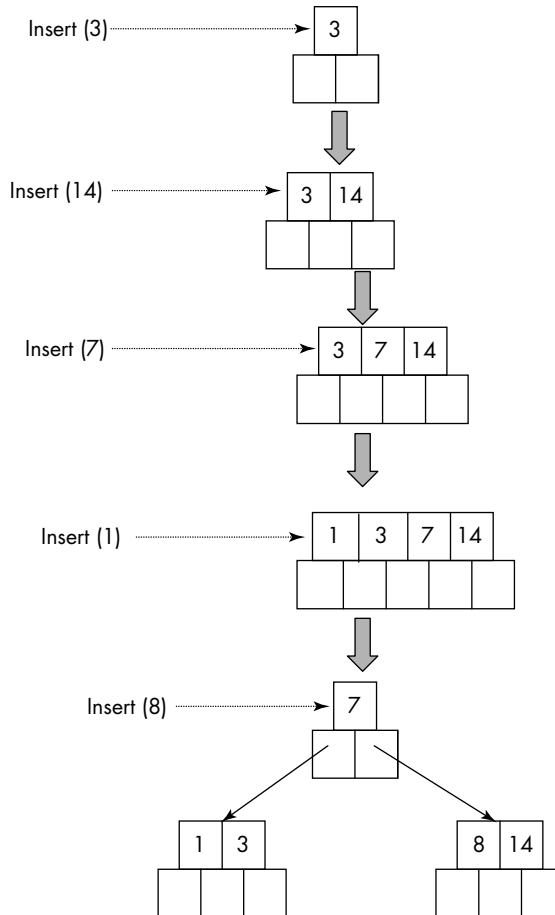 Insert (3) 3
Insert (14) 3 14
Insert (7) 3 7 14
Insert (1) 1 3 7 14
Insert (8) 7
1 3 8 14